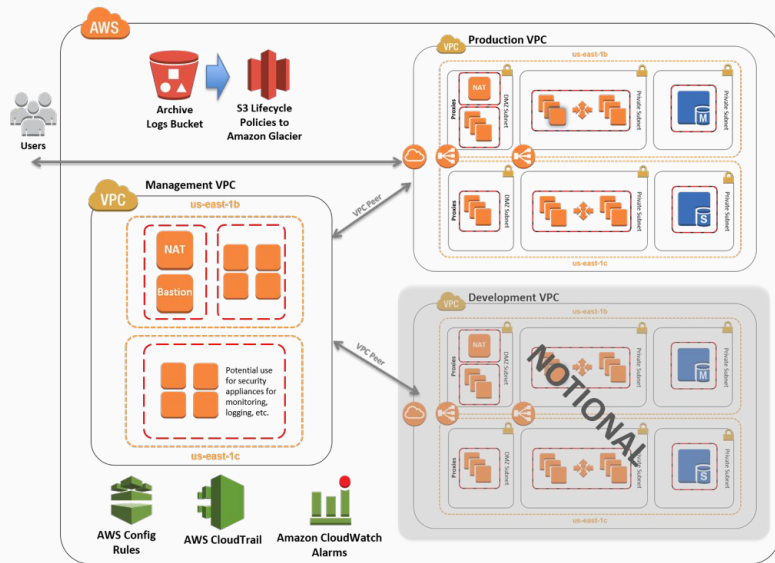 AWS
Users
Archive
Logs Bucket
S3 Lifecycle
Policies to
Amazon Glacier
VPC
Production VPC
us-east-1b
Proxies
NAT
DMZ Subnet
Private Subnet
M
Private Subnet
Proxies
DMZ Subnet
Private Subnet
S
Private Subnet
us-east-1c
VPC Peer
VPC
Management VPC
us-east-1b
NAT
Bastion
Potential use
for security
appliances for
monitoring,
logging, etc.
us-east-1c
VPC Peer
VPC
Development VPC
us-east-1b
Proxies
NAT
DMZ Subnet
Private Subnet
M
Private Subnet
NOTIONAL
Proxies
DMZ Subnet
Private Subnet
S
Private Subnet
us-east-1c
AWS Config
Rules
AWS CloudTrail
Amazon CloudWatch
Alarms